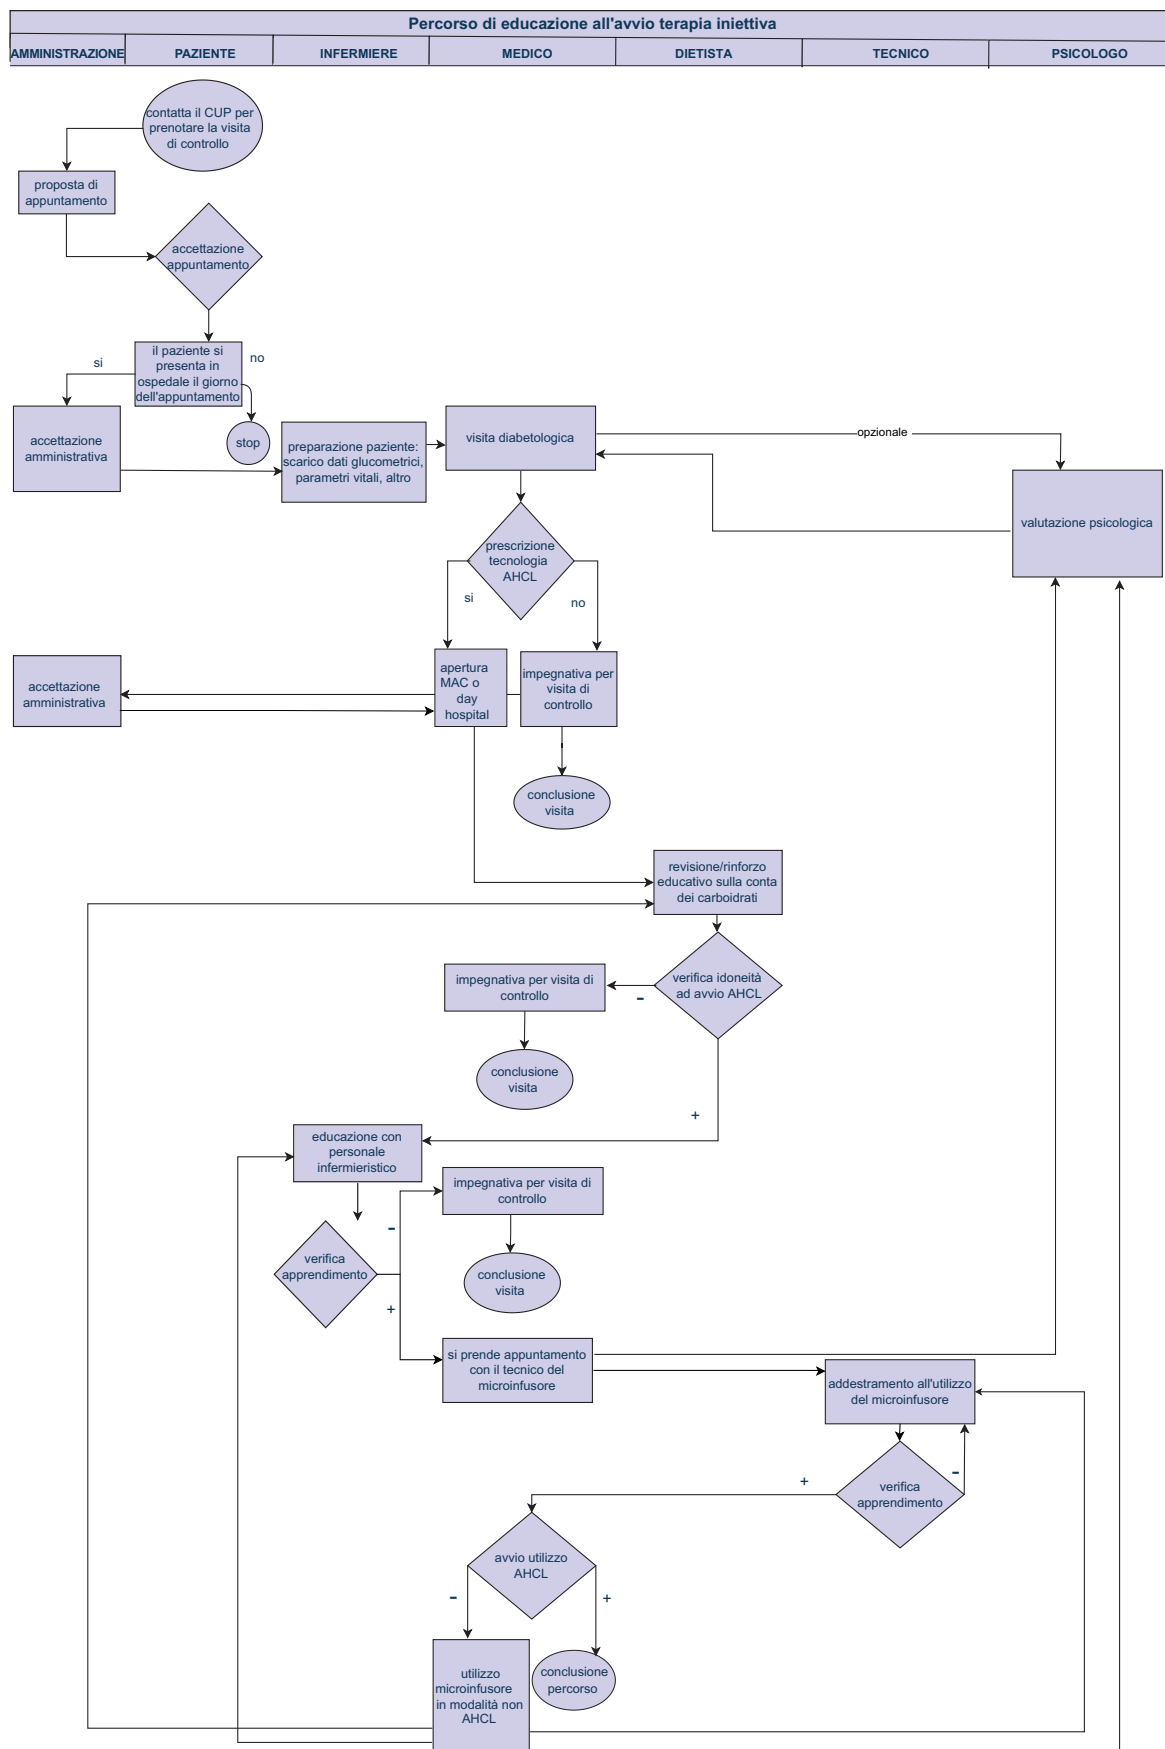 Percorso di educazione all'avvio terapia iniettiva
AMMINISTRAZIONE
PAZIENTE
INFERMIERE
MEDICO
DIETISTA
TECNICO
PSICOLOGO
contatta il CUP per
prenotare la visita
di controllo
proposta di
appuntamento
accettazione
appuntamento
il paziente si
presenta in
ospedale il giorno
dell'appuntamento
si
no
stop
accettazione
amministrativa
preparazione paziente:
scarico dati glucometrici,
parametri vitali, altro
visita diabetologica
opzionale
valutazione psicologica
prescrizione
tecnologia
AHCL
si
no
accettazione
amministrativa
apertura
MAC o
day
hospital
impegnativa per
visita di
controllo
conclusione
visita
revisione/rinforzo
educativo sulla conta
dei carboidrati
verifica idoneità
ad avvio AHCL
-
impegnativa per visita di
controllo
conclusione
visita
+
educazione con
personale
infermieristico
impegnativa per visita di
controllo
-
verifica
apprendimento
conclusione
visita
+
si prende appuntamento
con il tecnico del
microinfusore
addestramento all'utilizzo
del microinfusore
-
+
verifica
apprendimento
avvio utilizzo
AHCL
-
+
utilizzo
microinfusore
in modalità non
AHCL
conclusione
percorso